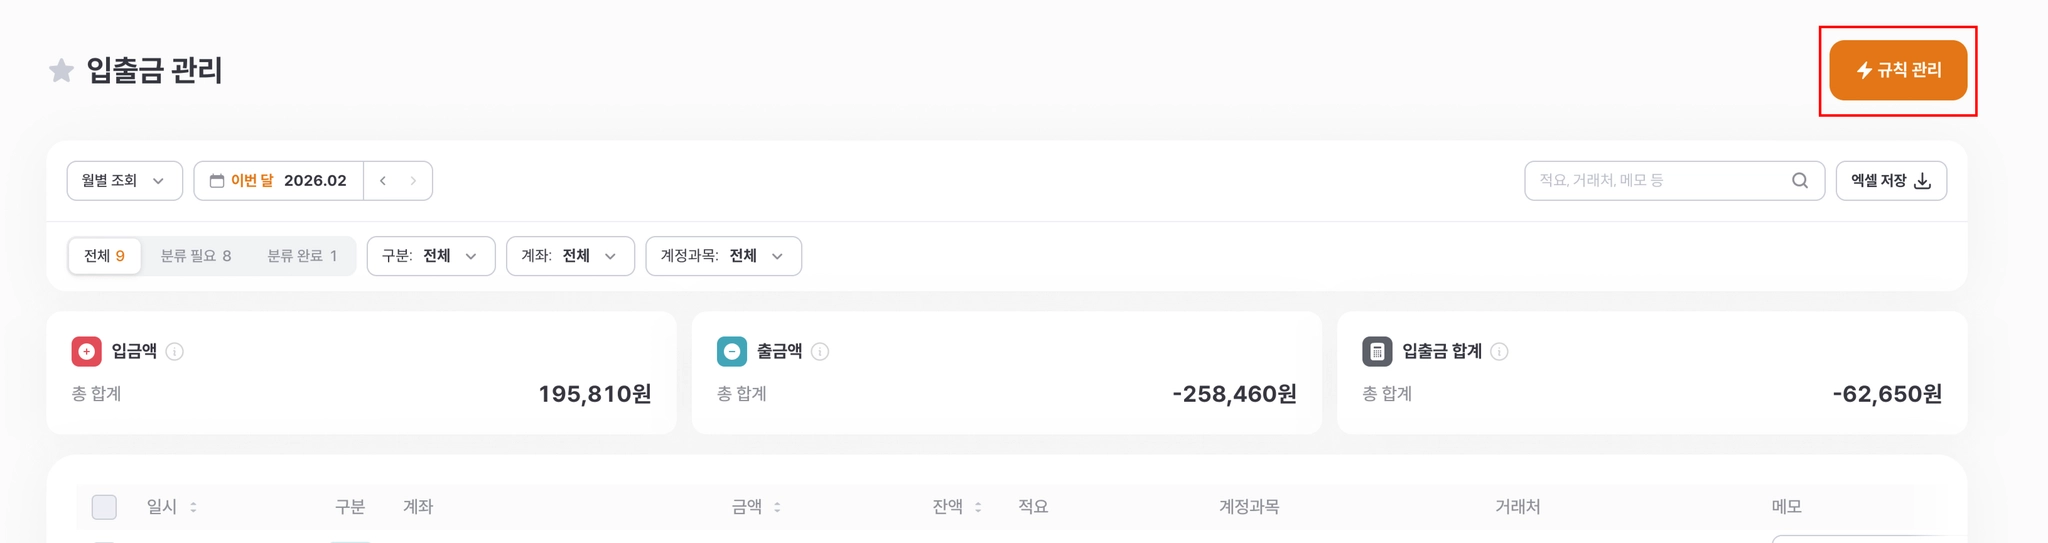 입출금 관리
규칙 관리
월별 조회 이번 달 2026.02 적요, 거래처, 메모 등 엑셀 저장
전체 9 분류 필요 8 분류 완료 1 구분: 전체 계좌: 전체 계정과목: 전체
입금액 출금액 입출금 합계
총 합계 195,810원 총 합계 -258,460원 총 합계 -62,650원
일시 구분 계좌 금액 잔액 적요 계정과목 거래처 메모